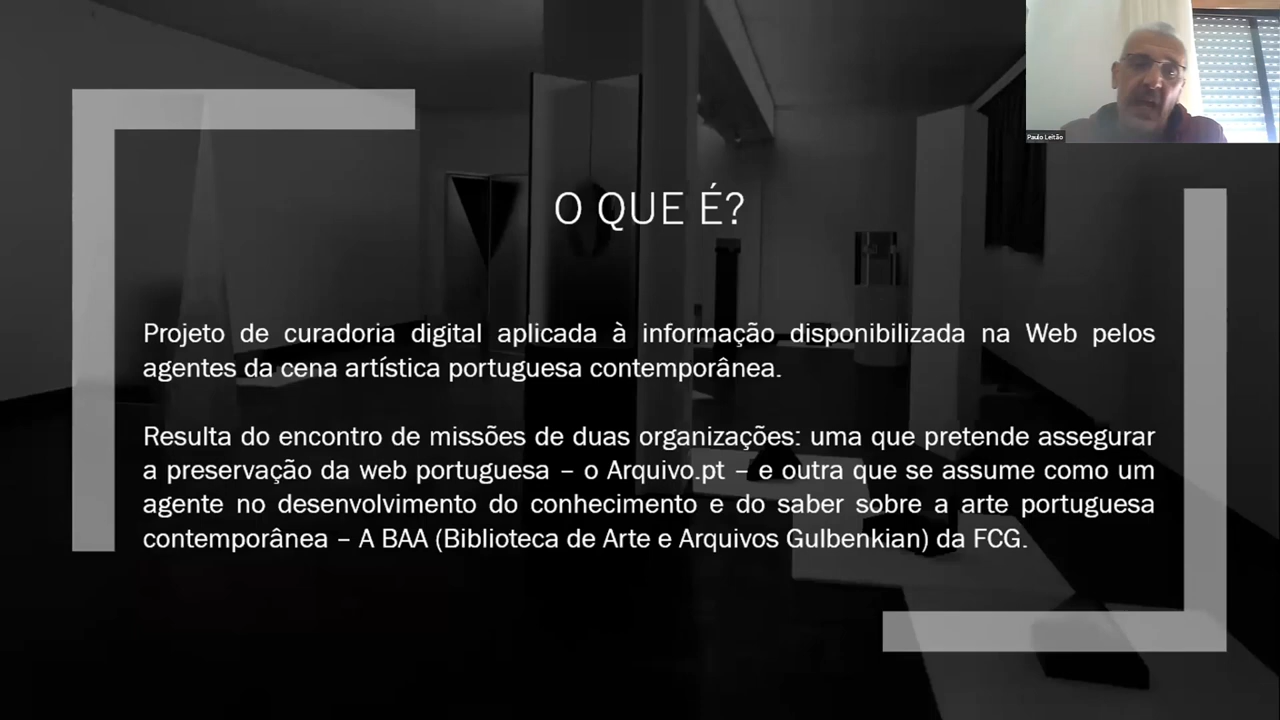 Paulo Leitão
O QUE É?
Projeto de curadoria digital aplicada à informação disponibilizada na Web pelos
agentes da cena artística portuguesa contemporânea.
Resulta do encontro de missões de duas organizações: uma que pretende assegurar
a preservação da web portuguesa – o Arquivo.pt – e outra que se assume como um
agente no desenvolvimento do conhecimento e do saber sobre a arte portuguesa
contemporânea – A BAA (Biblioteca de Arte e Arquivos Gulbenkian) da FCG.